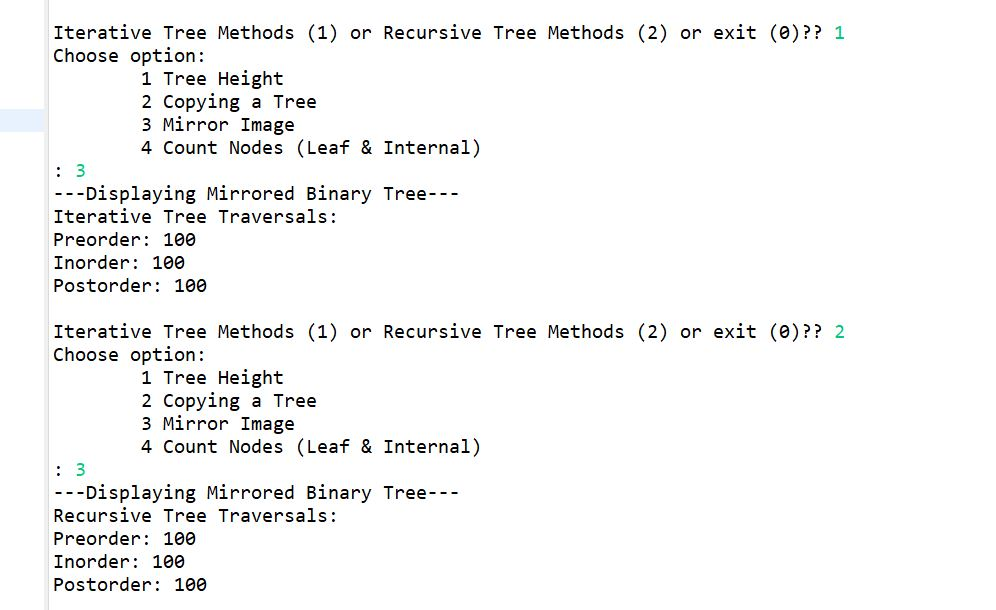 Iterative Tree Methods (1) or Recursive Tree Methods (2) or exit (0)?? 1
Choose option:
1 Tree Height
2 Copying a Tree
3 Mirror Image
4 Count Nodes (Leaf & Internal)
: 3
---Displaying Mirrored Binary Tree---
Iterative Tree Traversals:
Preorder: 100
Inorder: 100
Postorder: 100
Iterative Tree Methods (1) or Recursive Tree Methods (2) or exit (0)?? 2
Choose option:
1 Tree Height
2 Copying a Tree
3 Mirror Image
4 Count Nodes (Leaf & Internal)
: 3
---Displaying Mirrored Binary Tree---
Recursive Tree Traversals:
Preorder: 100
Inorder: 100
Postorder: 100